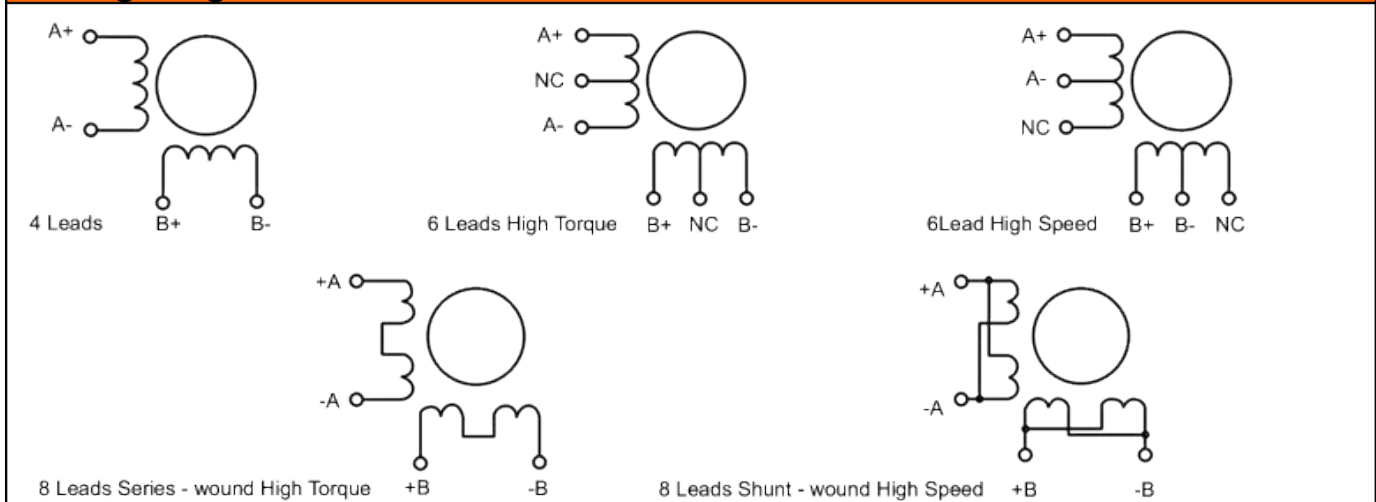 A+
A-
B+ B-
4 Leads
A+
NC
A-
B+ NC B-
6 Leads High Torque
A+
A-
NC
B+ B- NC
6Lead High Speed
+A
-A
+B -B
8 Leads Series - wound High Torque
+A
-A
+B -B
8 Leads Shunt - wound High Speed